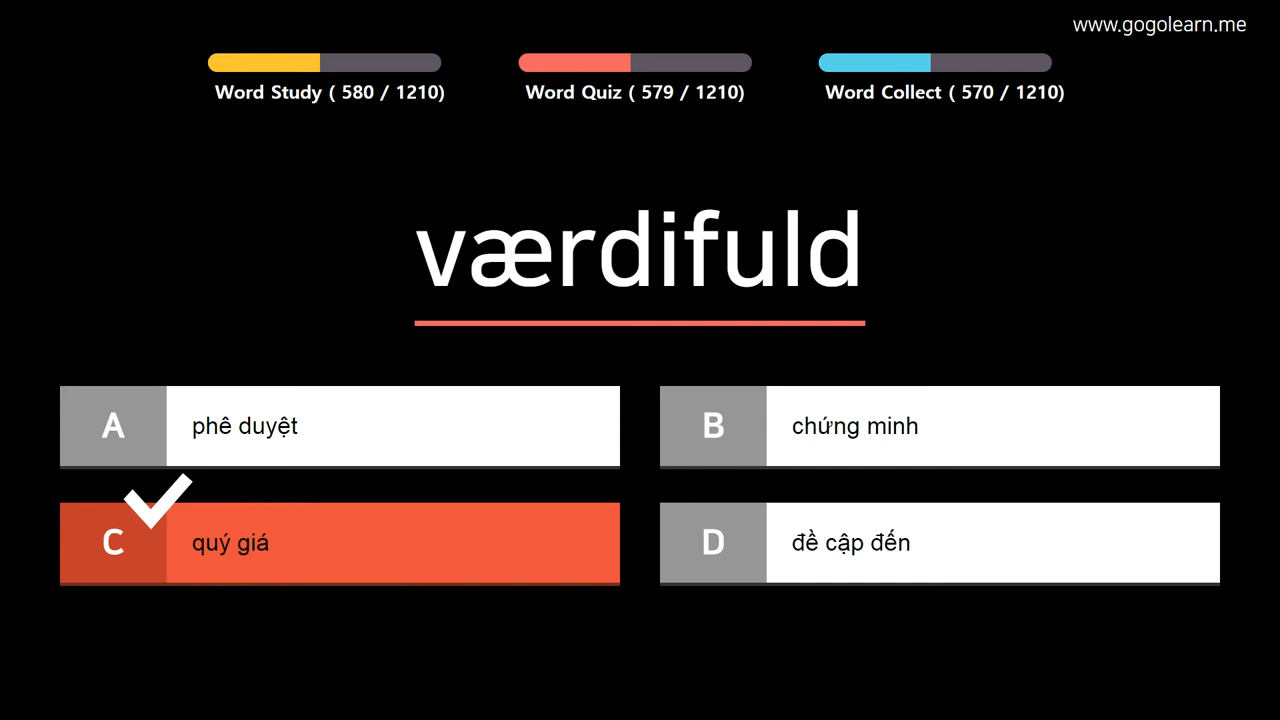 www.gogolearn.me
Word Study ( 580 / 1210)
Word Quiz ( 579 / 1210)
Word Collect ( 570 / 1210)
værdifuld
A
phê duyệt
B
chứng minh
C
quý giá
D
đề cập đến